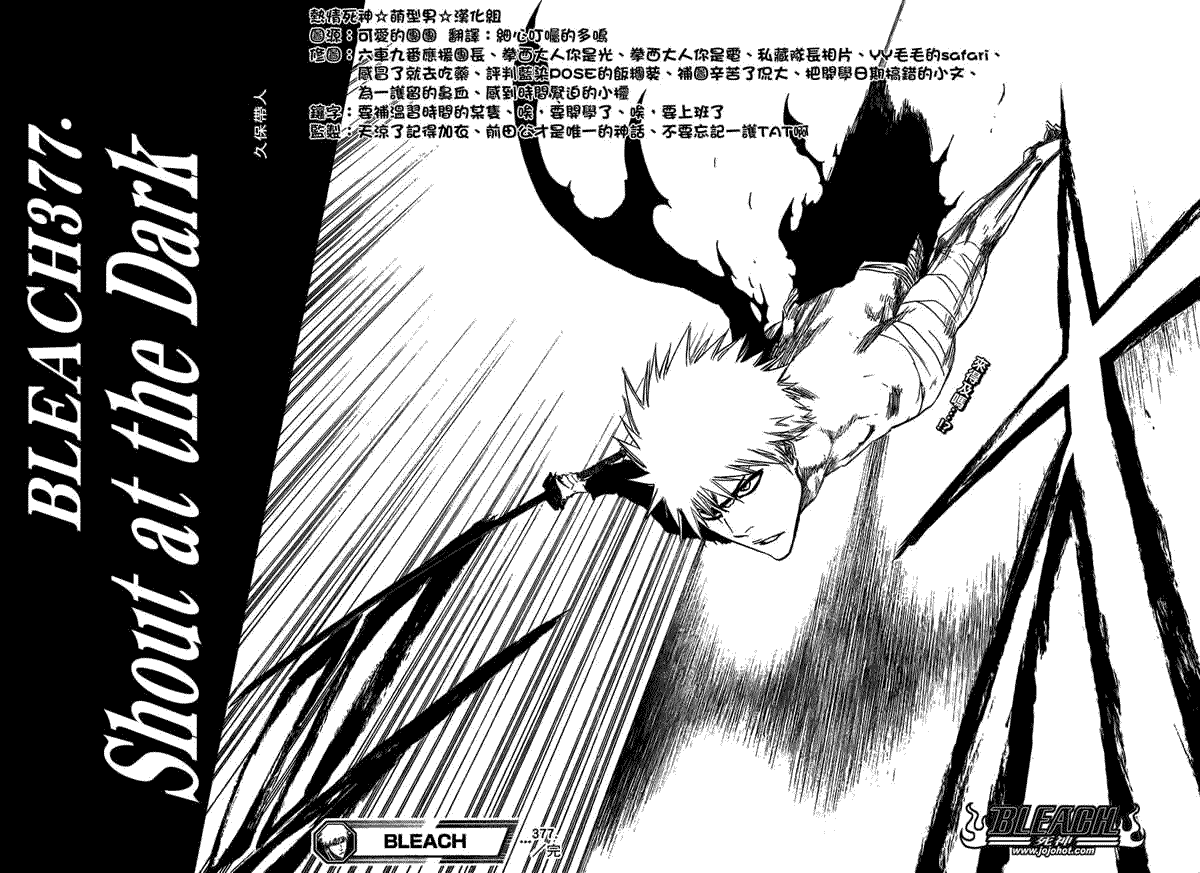 熱情死神☆萌型男☆漢化組
圖源：可愛的團團 翻譯：細心叮嚀的多鳴
修圖：六車九番應援團長、拳西大人你是光、拳西大人你是電、私藏隊長相片、YY毛毛的safari、
感冒了就去吃藥、評判藍染POSE的飯糰葵、補圖辛苦了倪大、把開學日期搞錯的小文、
為一護留的鼻血、感到時間緊迫的小櫻
鑲字：要補溫習時間的某隻、唉，要開學了、唉，要上班了
監製：天涼了記得加衣、前田公才是唯一的神話、不要忘記一護TAT啊
BLEACH377.
Shout at the Dark
久保帶人
來得及嗎…!?
BLEACH
377.
…／完
BLEACH
死神
www.jojohot.com